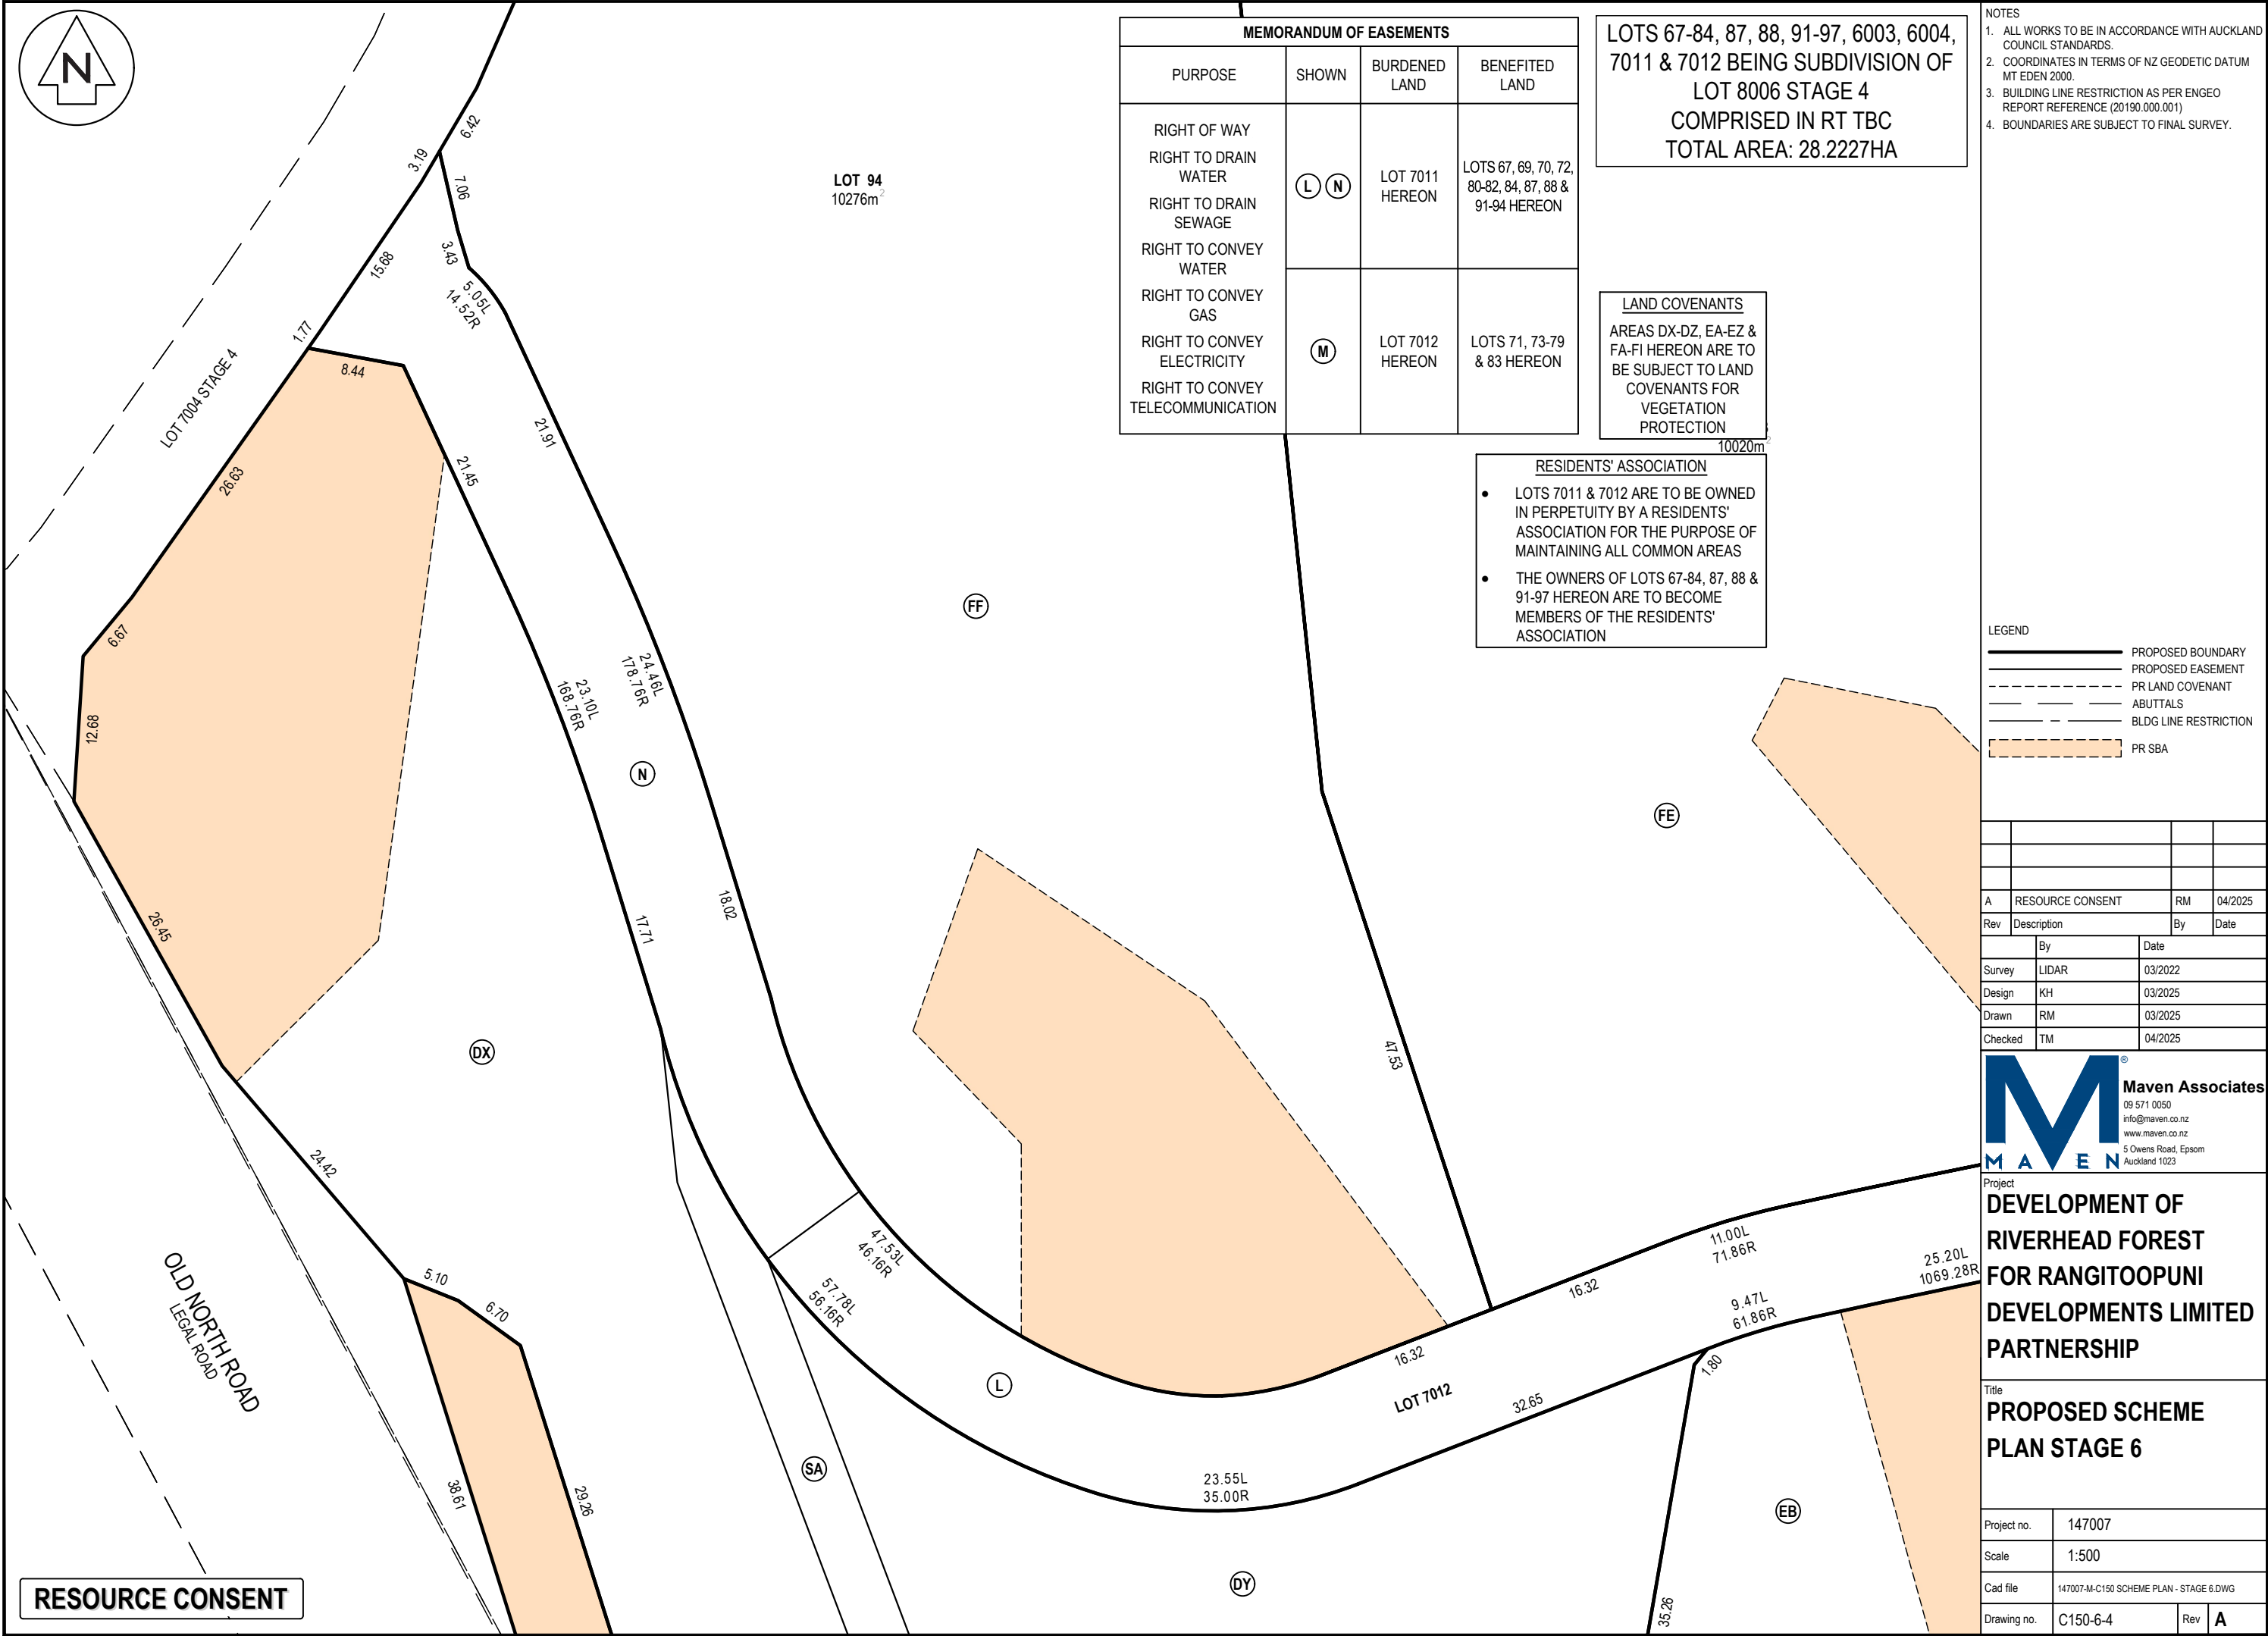 N
MEMORANDUM OF EASEMENTS
PURPOSE
SHOWN
BURDENED
LAND
BENEFITED
LAND
RIGHT OF WAY
RIGHT TO DRAIN
WATER
RIGHT TO DRAIN
SEWAGE
RIGHT TO CONVEY
WATER
RIGHT TO CONVEY
GAS
RIGHT TO CONVEY
ELECTRICITY
RIGHT TO CONVEY
TELECOMMUNICATION
L N
LOT 7011
HEREON
LOTS 67, 69, 70, 72,
80-82, 84, 87, 88 &
91-94 HEREON
M
LOT 7012
HEREON
LOTS 71, 73-79
& 83 HEREON
LOTS 67-84, 87, 88, 91-97, 6003, 6004,
7011 & 7012 BEING SUBDIVISION OF
LOT 8006 STAGE 4
COMPRISED IN RT TBC
TOTAL AREA: 28.2227HA
LAND COVENANTS
AREAS DX-DZ, EA-EZ &
FA-FI HEREON ARE TO
BE SUBJECT TO LAND
COVENANTS FOR
VEGETATION
PROTECTION
10020m²
RESIDENTS' ASSOCIATION
• LOTS 7011 & 7012 ARE TO BE OWNED
IN PERPETUITY BY A RESIDENTS'
ASSOCIATION FOR THE PURPOSE OF
MAINTAINING ALL COMMON AREAS
• THE OWNERS OF LOTS 67-84, 87, 88 &
91-97 HEREON ARE TO BECOME
MEMBERS OF THE RESIDENTS'
ASSOCIATION
LOT 94
10276m²
6.42
3.19
7.06
3.43
15.68
5.05L
14.52R
1.77
8.44
LOT 7004 STAGE 4
21.91
21.45
26.63
FF
6.67
24.46L
178.76R
23.10L
168.76R
12.68
N
FE
18.02
17.71
26.45
DX
47.53
24.42
47.53L
46.16R
57.78L
56.16R
11.00L
71.86R
25.20L
1069.28R
5.10
6.70
16.32
9.47L
61.86R
OLD NORTH ROAD
LEGAL ROAD
16.32
1.80
L
LOT 7012
32.65
SA
23.55L
35.00R
38.61
29.26
EB
DY
35.26
RESOURCE CONSENT
NOTES
1. ALL WORKS TO BE IN ACCORDANCE WITH AUCKLAND
COUNCIL STANDARDS.
2. COORDINATES IN TERMS OF NZ GEODETIC DATUM
MT EDEN 2000.
3. BUILDING LINE RESTRICTION AS PER ENGEO
REPORT REFERENCE (20190.000.001)
4. BOUNDARIES ARE SUBJECT TO FINAL SURVEY.
LEGEND
PROPOSED BOUNDARY
PROPOSED EASEMENT
PR LAND COVENANT
ABUTTALS
BLDG LINE RESTRICTION
PR SBA
A RESOURCE CONSENT RM 04/2025
Rev Description By Date
By Date
Survey LIDAR 03/2022
Design KH 03/2025
Drawn RM 03/2025
Checked TM 04/2025
®
MAVEN
Maven Associates
09 571 0050
info@maven.co.nz
www.maven.co.nz
5 Owens Road, Epsom
Auckland 1023
Project
DEVELOPMENT OF
RIVERHEAD FOREST
FOR RANGITOOPUNI
DEVELOPMENTS LIMITED
PARTNERSHIP
Title
PROPOSED SCHEME
PLAN STAGE 6
Project no. 147007
Scale 1:500
Cad file 147007-M-C150 SCHEME PLAN - STAGE 6.DWG
Drawing no. C150-6-4 Rev A